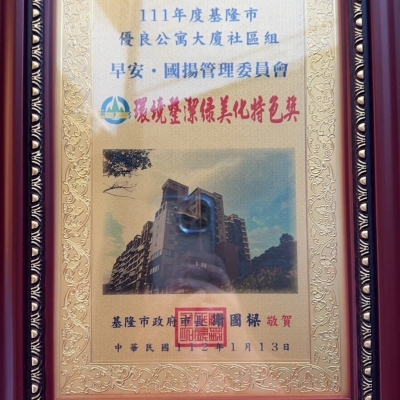 111年度基隆市
優良公寓大廈社區組
早安·國揚管理委員會
環境整潔綠美化特色獎
基隆市政府市長謝國樑 敬賀
中華民國112年1月13日